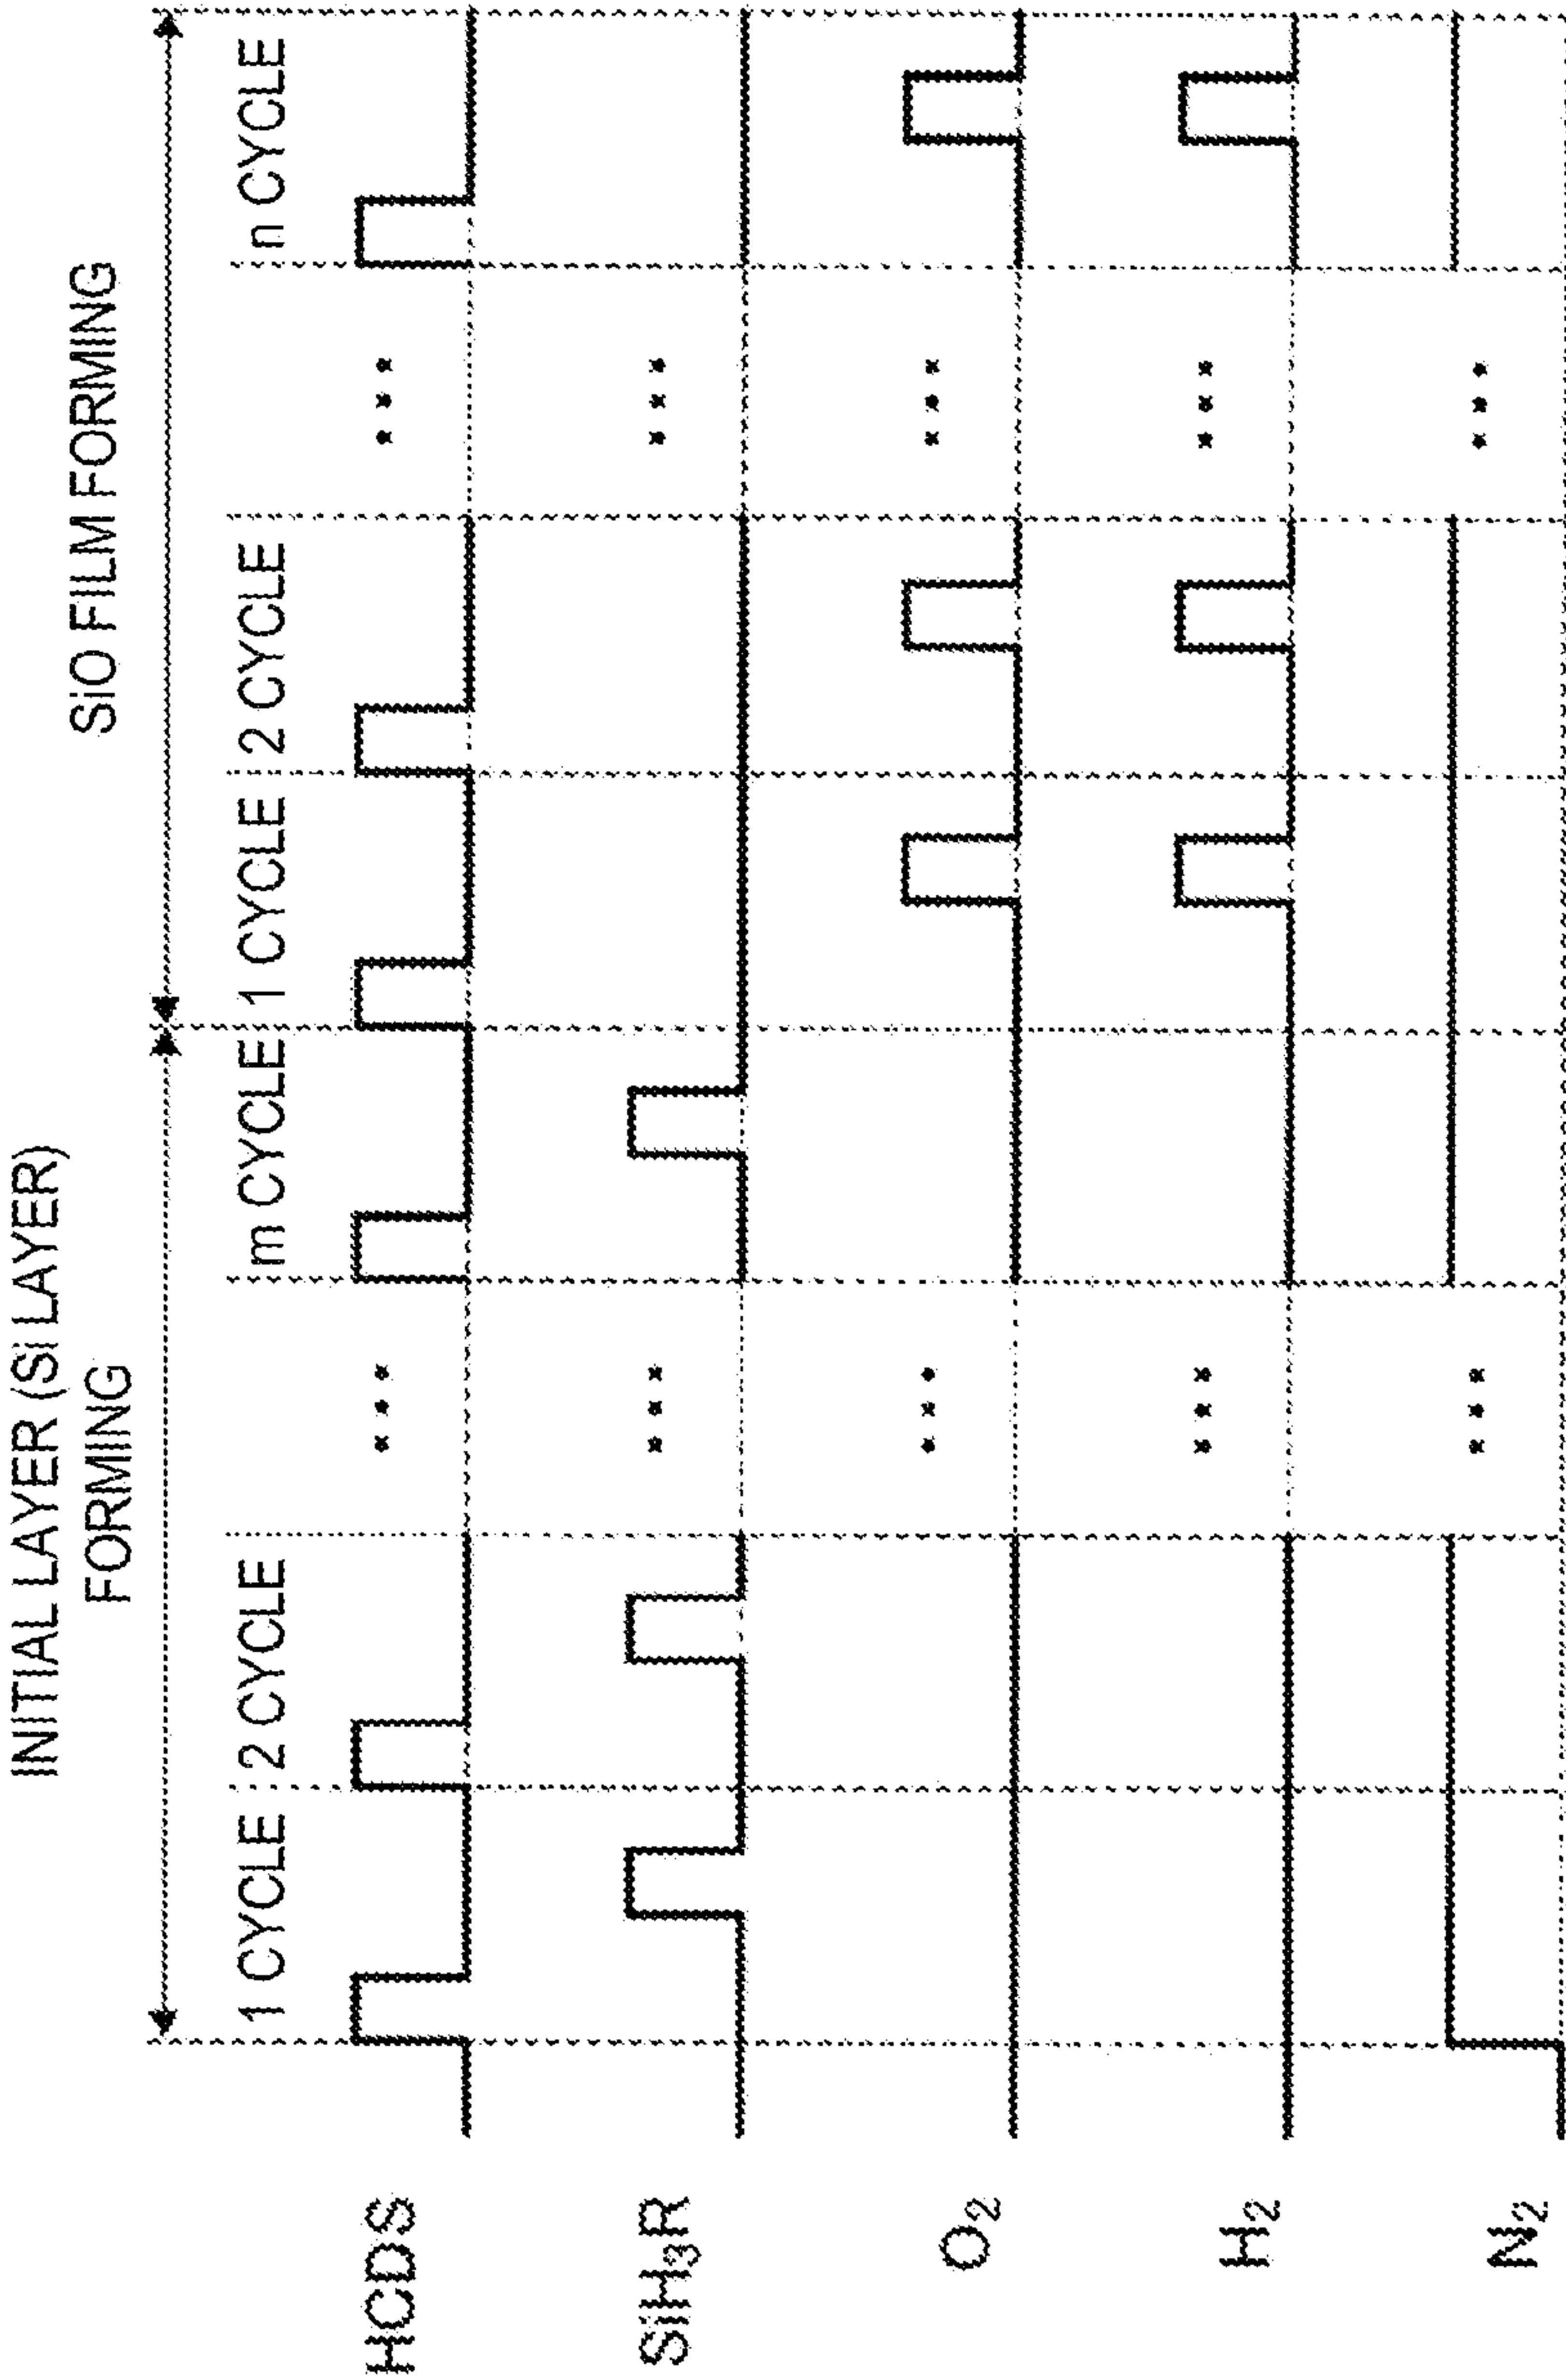 INITIAL LAYER (Si LAYER)
FORMING
SiO FILM FORMING
1 CYCLE 2 CYCLE m CYCLE 1 CYCLE 2 CYCLE n CYCLE
HCDS
SiH₃R
O₂
H₂
N₂